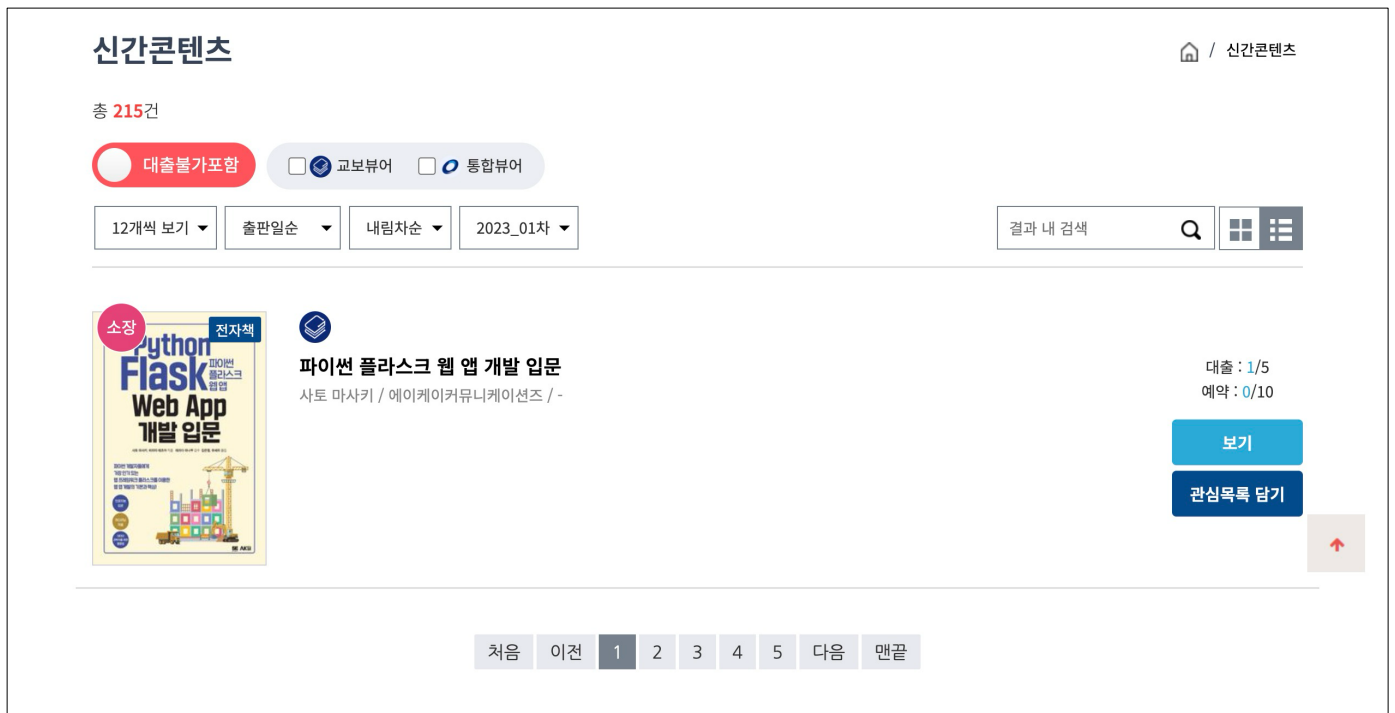 신간콘텐츠
/ 신간콘텐츠
총 215건
대출불가포함
교보뷰어
통합뷰어
12개씩 보기
출판일순
내림차순
2023_01차
결과 내 검색
소장
전자책
Python
Flask
파이썬
플라스크
웹 앱
Web App
개발 입문
AK
파이썬 플라스크 웹 앱 개발 입문
사토 마사키 / 에이케이커뮤니케이션즈 / -
대출 : 1/5
예약 : 0/10
보기
관심목록 담기
처음 이전 1 2 3 4 5 다음 맨끝